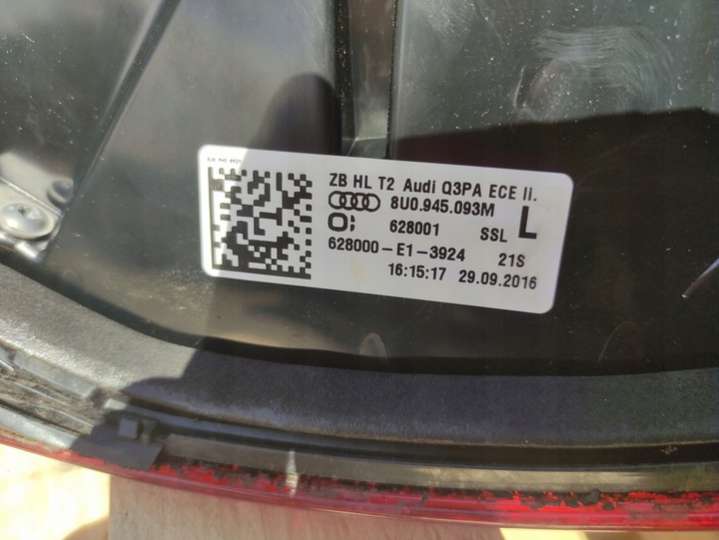 ZB HL T2 Audi Q3PA ECE li.
8U0.945.093M L
628001 SSL
628000-E1-3924 21S
16:15:17 29.09.2016